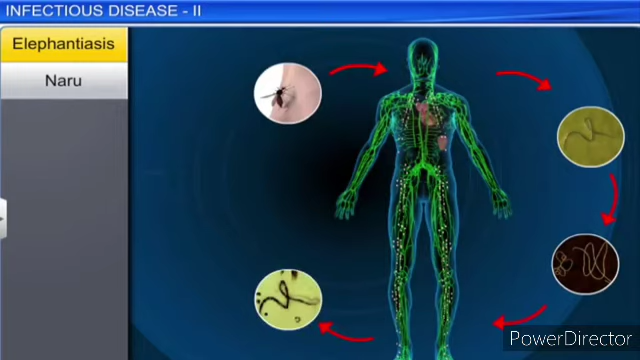 INFECTIOUS DISEASE - II
Elephantiasis
Naru
PowerDirector